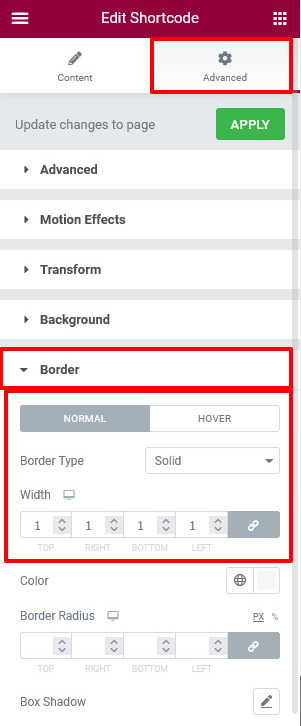 Edit Shortcode
Content Advanced
Update changes to page APPLY
Advanced
Motion Effects
Transform
Background
Border
NORMAL HOVER
Border Type Solid
Width
1 1 1 1
TOP RIGHT BOTTOM LEFT
Color
Border Radius PX %
TOP RIGHT BOTTOM LEFT
Box Shadow